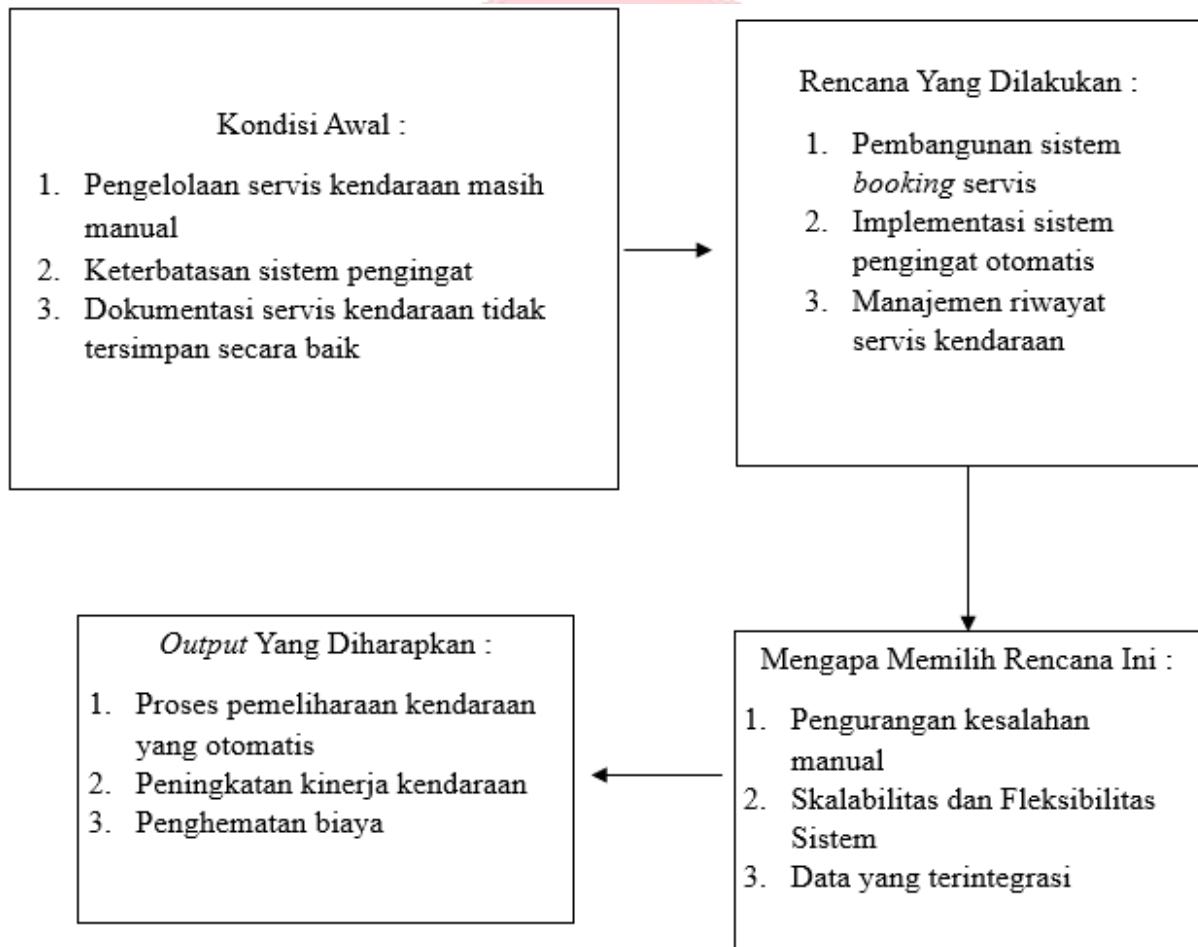 Kondisi Awal :
1. Pengelolaan servis kendaraan masih
manual
2. Keterbatasan sistem pengingat
3. Dokumentasi servis kendaraan tidak
tersimpan secara baik
Rencana Yang Dilakukan :
1. Pembangunan sistem
booking servis
2. Implementasi sistem
pengingat otomatis
3. Manajemen riwayat
servis kendaraan
Mengapa Memilih Rencana Ini :
1. Pengurangan kesalahan
manual
2. Skalabilitas dan Fleksibilitas
Sistem
3. Data yang terintegrasi
Output Yang Diharapkan :
1. Proses pemeliharaan kendaraan
yang otomatis
2. Peningkatan kinerja kendaraan
3. Penghematan biaya